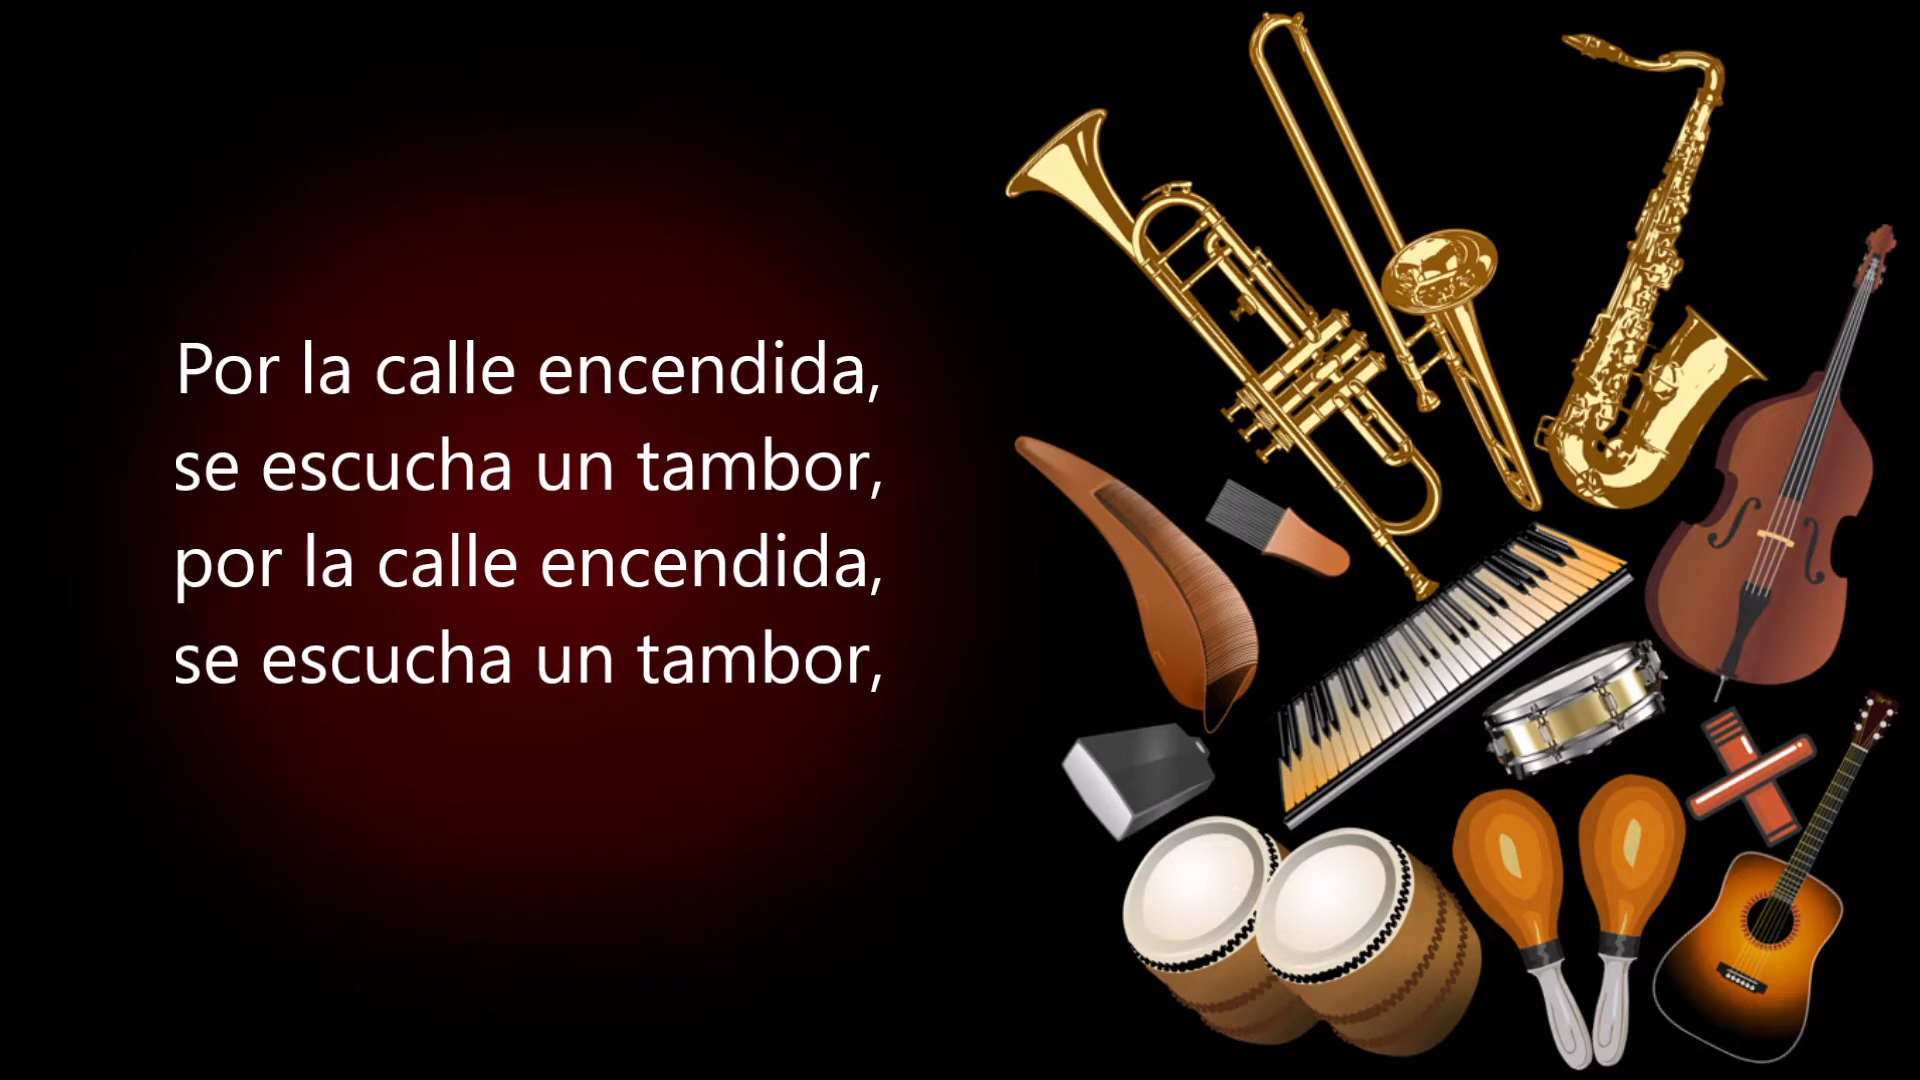 Por la calle encendida,
se escucha un tambor,
por la calle encendida,
se escucha un tambor,